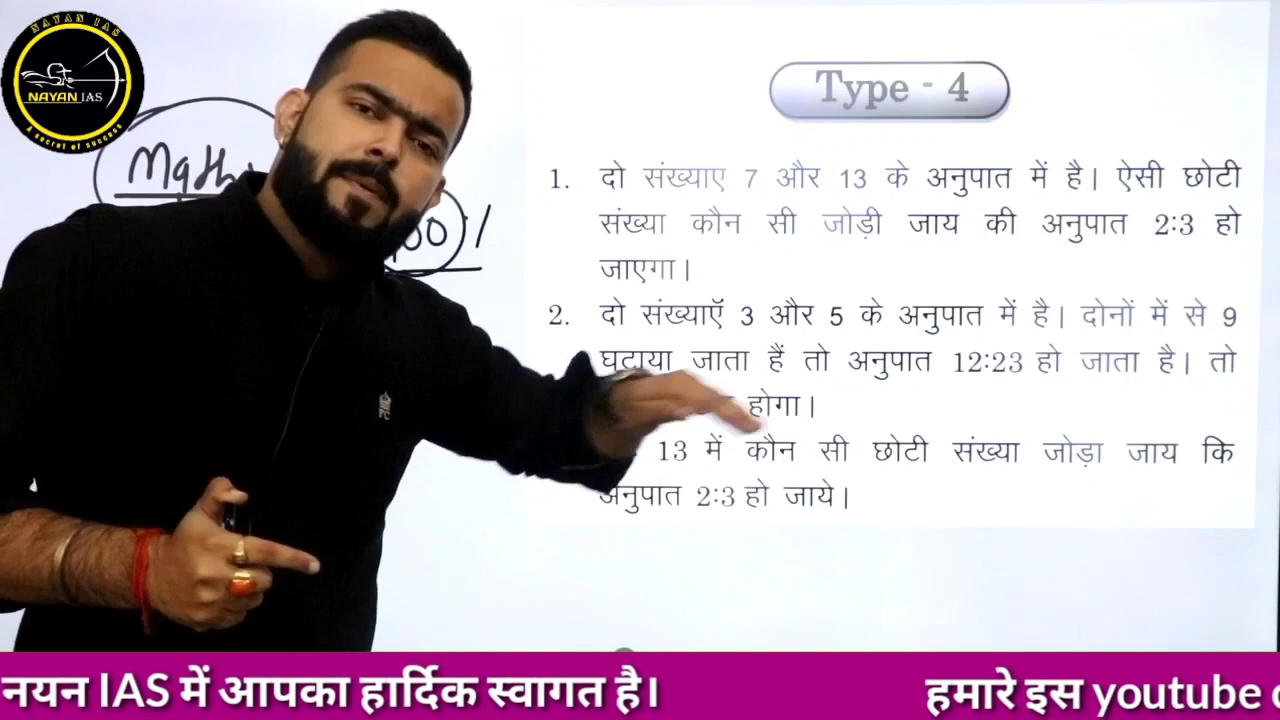 NAYAN IAS
NAYAN IAS
A secret of success
Type - 4
1. दो संख्याए 7 और 13 के अनुपात में है। ऐसी छोटी
संख्या कौन सी जोड़ी जाय की अनुपात 2:3 हो
जाएगा।
2. दो संख्याएॅ 3 और 5 के अनुपात में है। दोनों में से 9
घटाया जाता हैं तो अनुपात 12:23 हो जाता है। तो
होगा।
13 में कौन सी छोटी संख्या जोड़ा जाय कि
अनुपात 2:3 हो जाये।
नयन IAS में आपका हार्दिक स्वागत है।
हमारे इस youtube